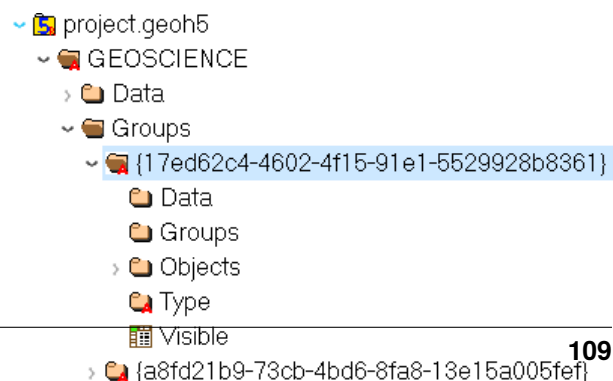 project.geoh5
GEOSCIENCE
Data
Groups
{17ed62c4-4602-4f15-91e1-5529928b8361}
Data
Groups
Objects
Type
Visible
109
{a8fd21b9-73cb-4bd6-8fa8-13e15a005fef}